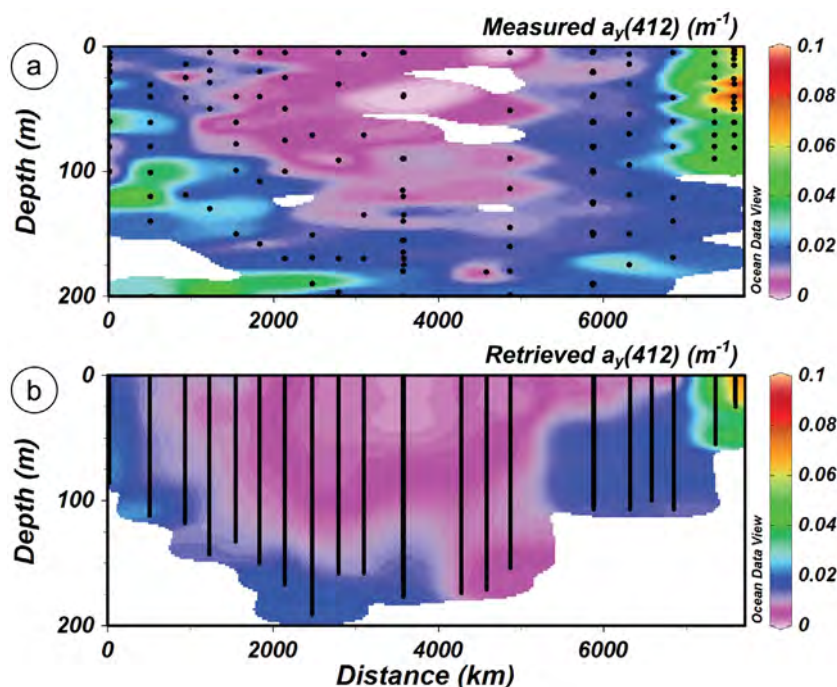 a
Measured a_y(412) (m⁻¹)
Depth (m)
0
100
200
0
2000
4000
6000
Ocean Data View
0.1
0.08
0.06
0.04
0.02
0
b
Retrieved a_y(412) (m⁻¹)
Depth (m)
0
100
200
0
2000
4000
6000
Distance (km)
Ocean Data View
0.1
0.08
0.06
0.04
0.02
0